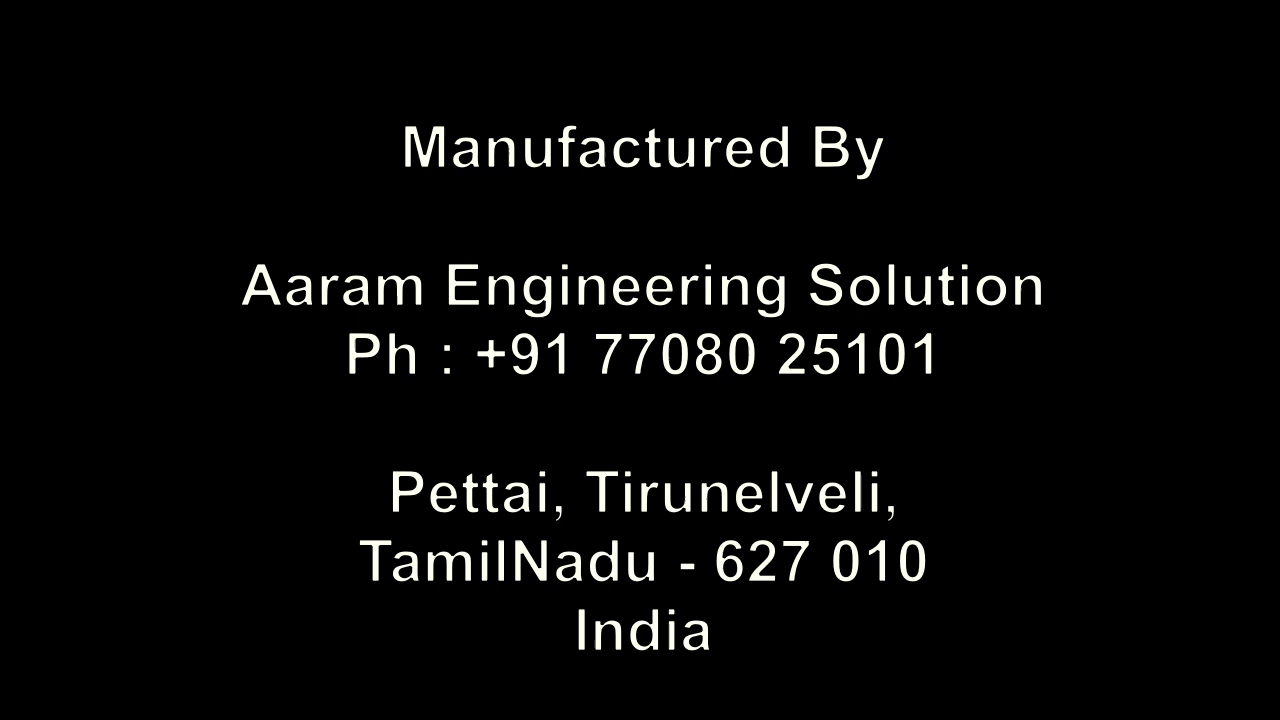 Manufactured By
Aaram Engineering Solution
Ph : +91 77080 25101
Pettai, Tirunelveli,
TamilNadu - 627 010
India